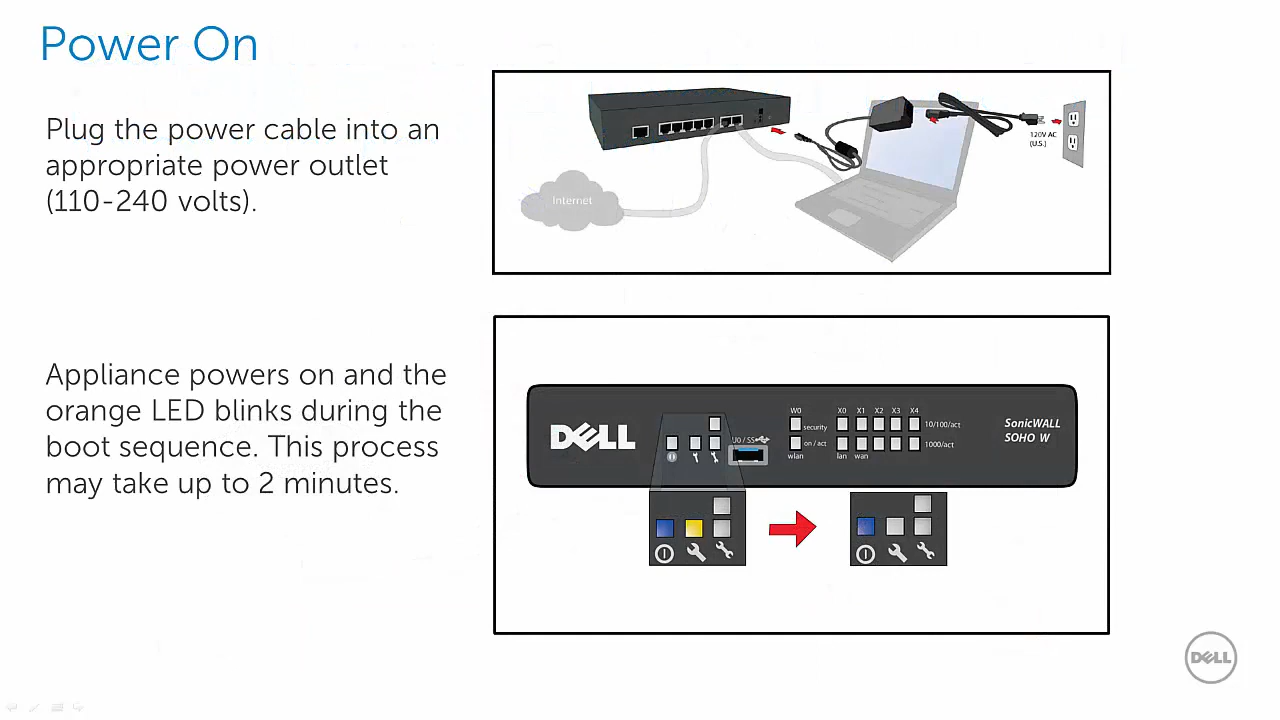 Power On
Plug the power cable into an
appropriate power outlet
(110-240 volts).
120V AC
(U.S.)
Internet
Appliance powers on and the
orange LED blinks during the
boot sequence. This process
may take up to 2 minutes.
DELL
U0 / SS
W0
security
on / act
wlan
X0 X1 X2 X3 X4
10/100/act
1000/act
lan wan
SonicWALL
SOHO W
DELL